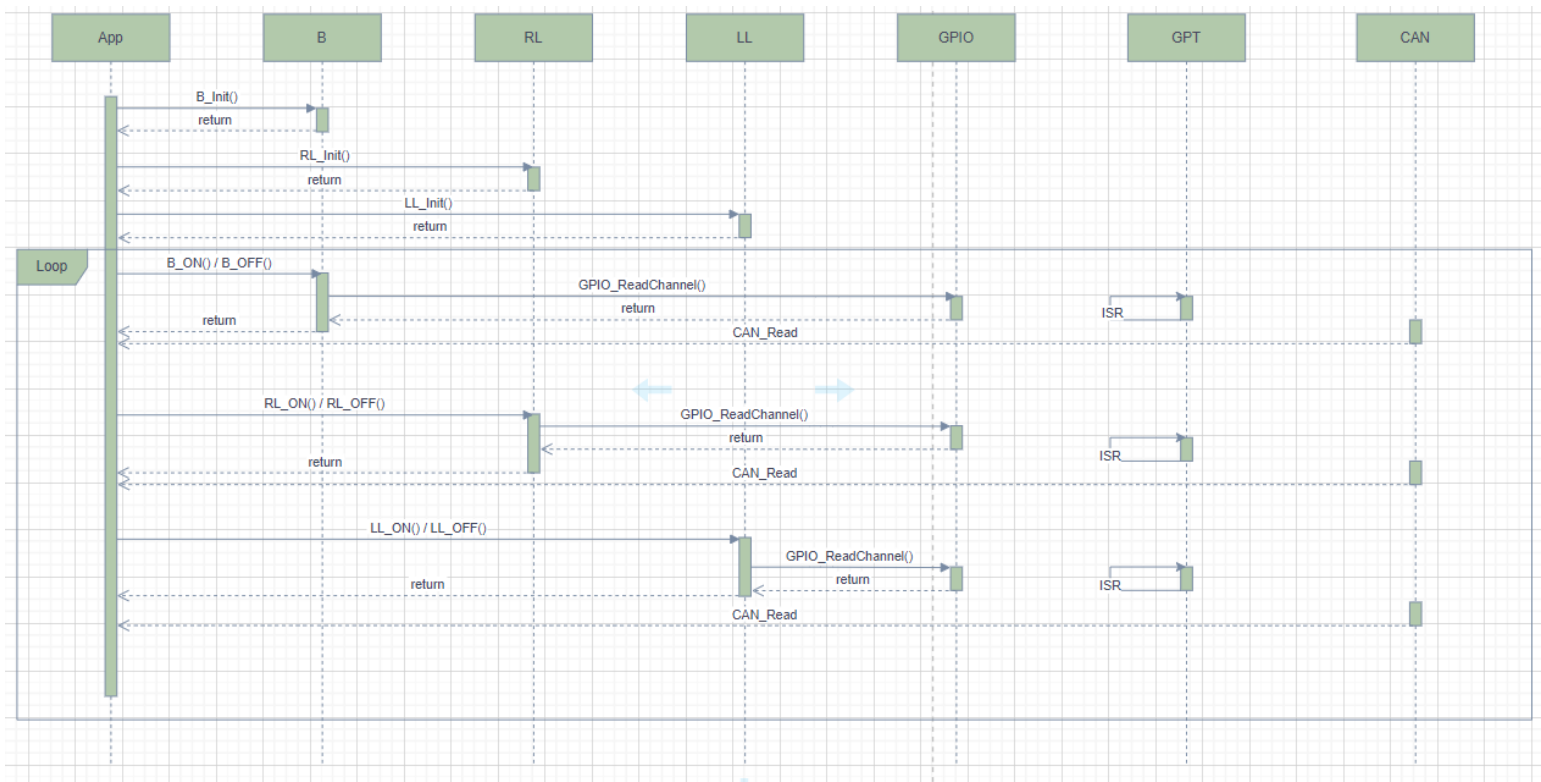 App
B
RL
LL
GPIO
GPT
CAN
B_Init()
return
RL_Init()
return
LL_Init()
return
Loop
B_ON() / B_OFF()
GPIO_ReadChannel()
return
ISR
return
CAN_Read
RL_ON() / RL_OFF()
GPIO_ReadChannel()
return
ISR
return
CAN_Read
LL_ON() / LL_OFF()
GPIO_ReadChannel()
return
ISR
return
CAN_Read